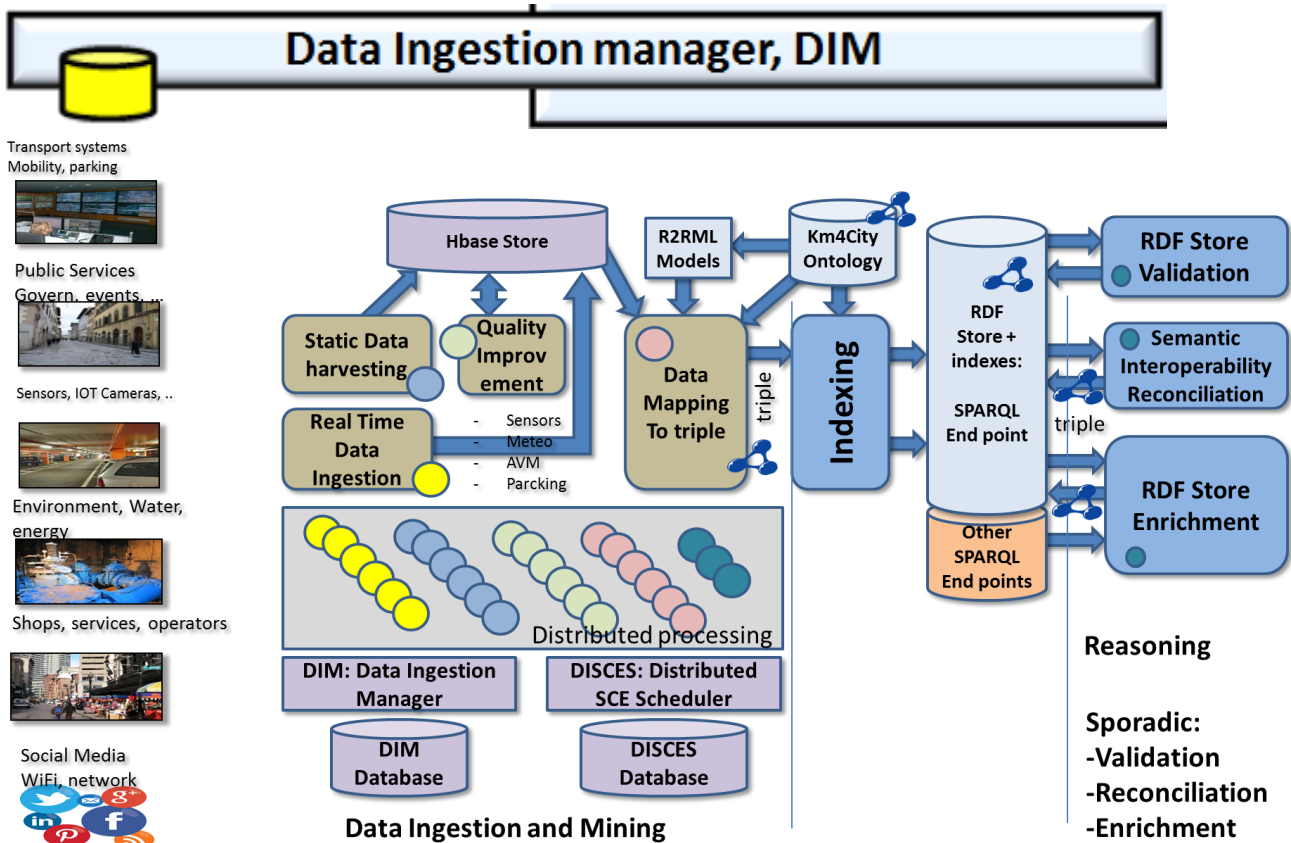 Data Ingestion manager, DIM
Transport systems
Mobility, parking
Public Services
Govern. events, ...
Sensors, IOT Cameras, ..
Environment, Water,
energy
Shops, services, operators
Social Media
WiFi, network
g+
in
f
Hbase Store
R2RML
Models
Km4City
Ontology
Static Data
harvesting
Quality
Improv
ement
Real Time
Data
Ingestion
- Sensors
- Meteo
- AVM
- Parcking
Data
Mapping
To triple
triple
Indexing
RDF
Store +
indexes:
SPARQL
End point
Other
SPARQL
End points
RDF Store
Validation
Semantic
Interoperability
Reconciliation
triple
RDF Store
Enrichment
Distributed processing
DIM: Data Ingestion
Manager
DISCES: Distributed
SCE Scheduler
DIM
Database
DISCES
Database
Data Ingestion and Mining
Reasoning
Sporadic:
-Validation
-Reconciliation
-Enrichment